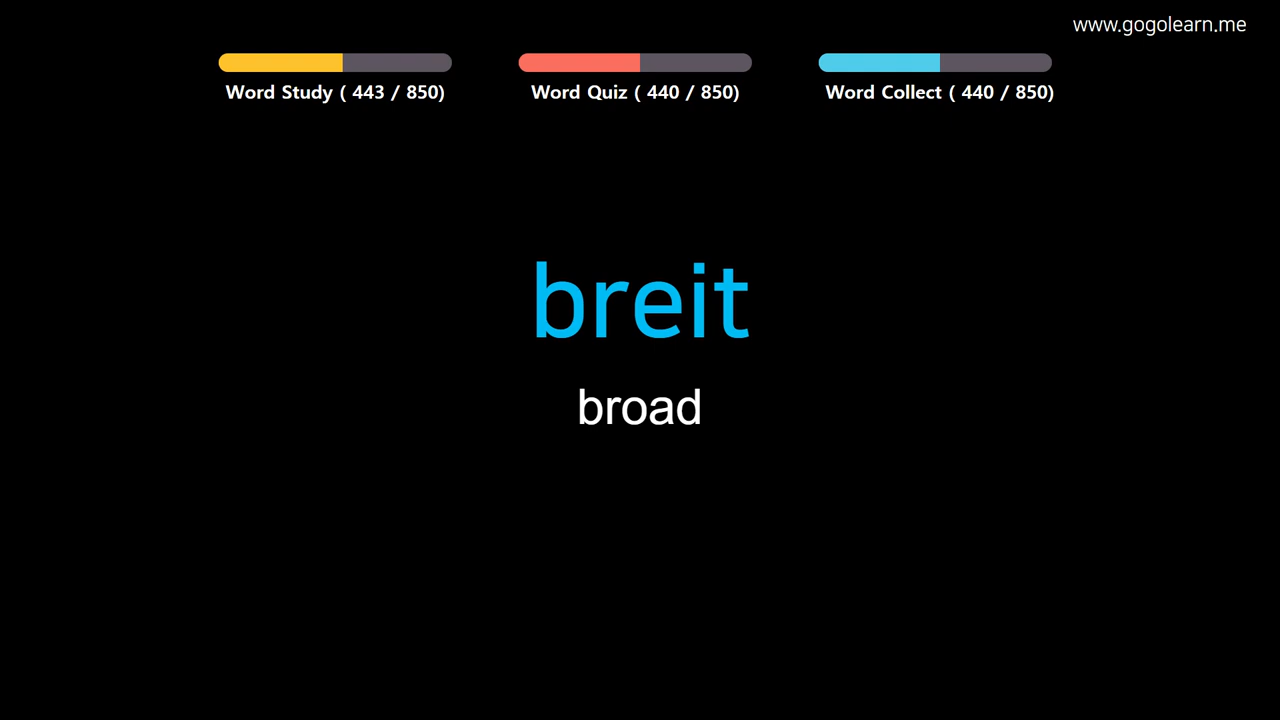 www.gogolearn.me
Word Study ( 443 / 850)
Word Quiz ( 440 / 850)
Word Collect ( 440 / 850)
breit
broad